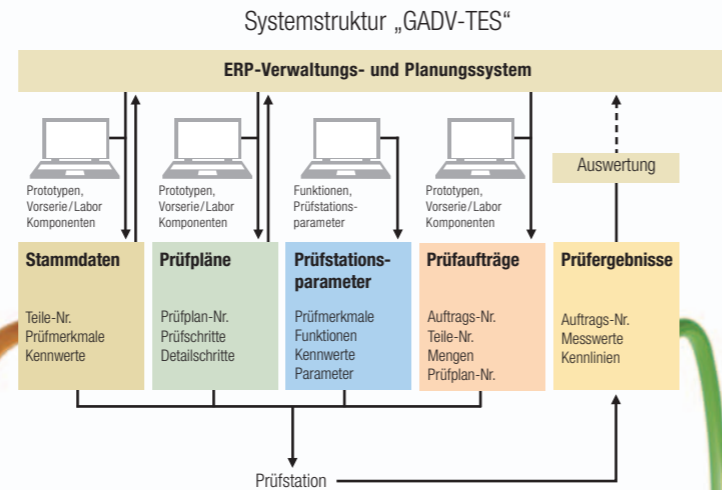 Systemstruktur „GADV-TES“
ERP-Verwaltungs- und Planungssystem
Prototypen,
Vorserie/Labor
Komponenten
Prototypen,
Vorserie/Labor
Komponenten
Funktionen,
Prüfstations-
parameter
Prototypen,
Vorserie/Labor
Komponenten
Auswertung
Stammdaten
Teile-Nr.
Prüfmerkmale
Kennwerte
Prüfpläne
Prüfplan-Nr.
Prüfschritte
Detailschritte
Prüfstations-
parameter
Prüfmerkmale
Funktionen
Kennwerte
Parameter
Prüfaufträge
Auftrags-Nr.
Teile-Nr.
Mengen
Prüfplan-Nr.
Prüfergebnisse
Auftrags-Nr.
Messwerte
Kennlinien
Prüfstation